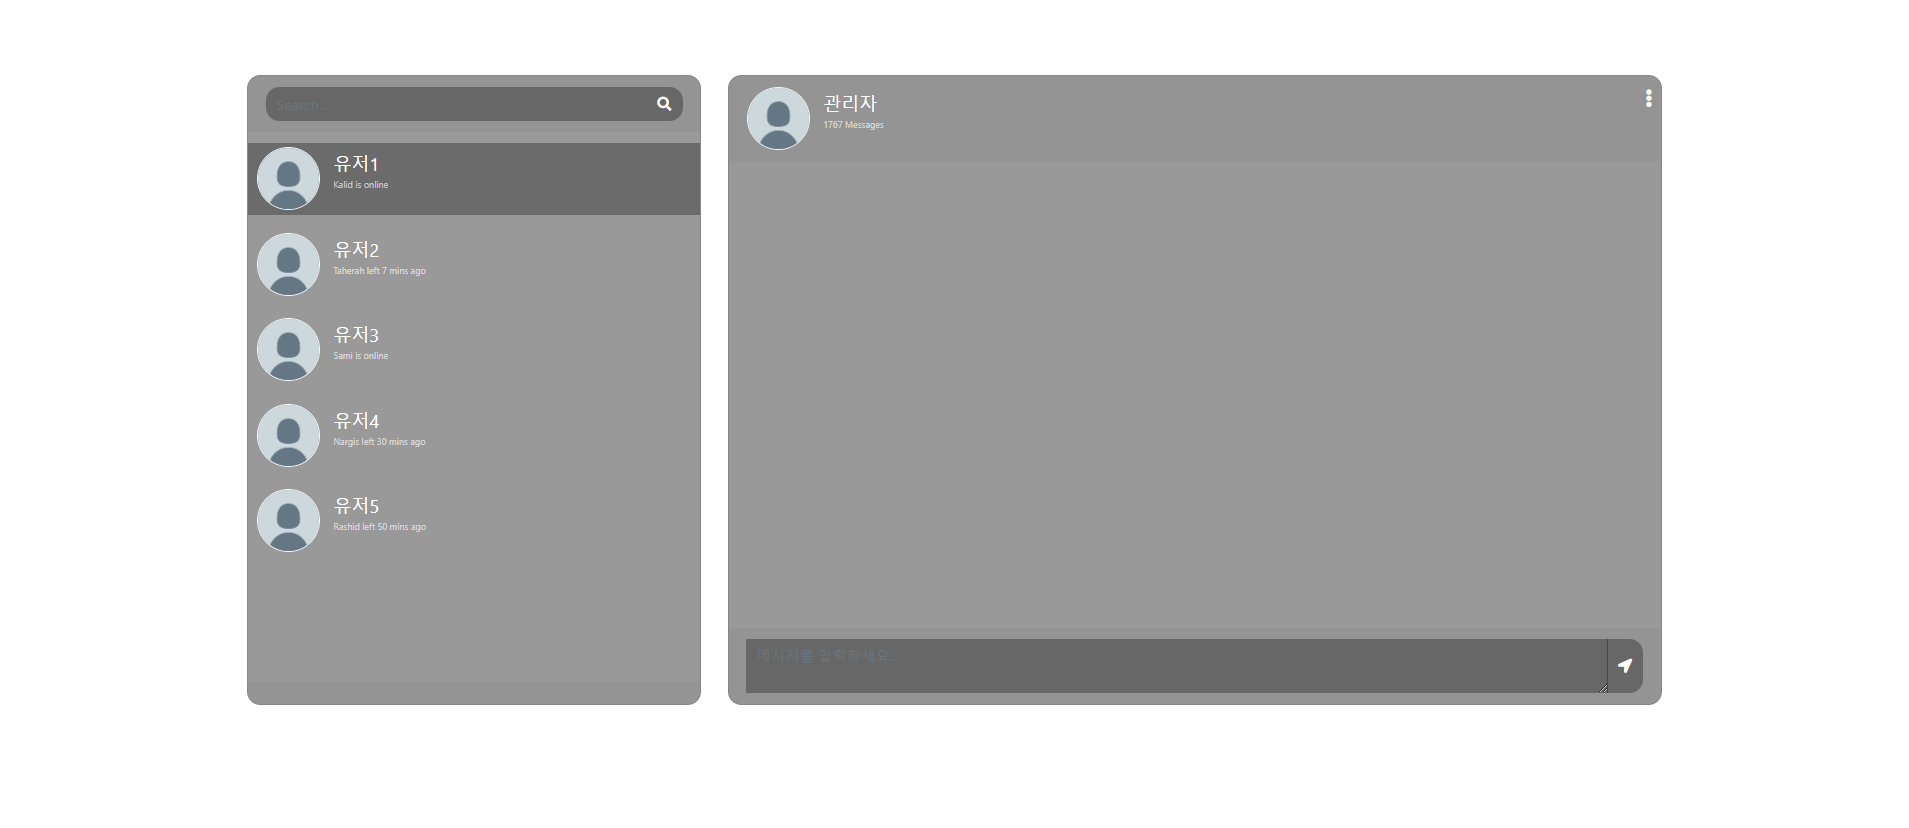 Search...
유저1
Kalid is online
유저2
Taherah left 7 mins ago
유저3
Sami is online
유저4
Nargis left 30 mins ago
유저5
Rashid left 50 mins ago
관리자
1767 Messages
메시지를 입력하세요...